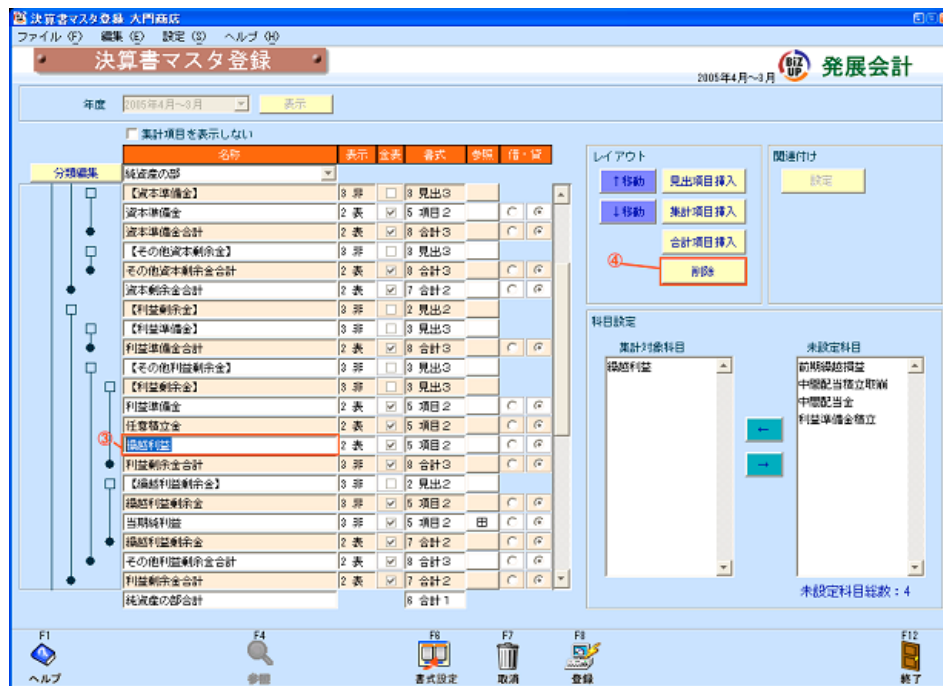 決算書マスタ登録 大門商店
ファイル (F) 編集 (E) 設定 (S) ヘルプ (H)
決算書マスタ登録
2005年4月～3月
BIZ UP
発展会計
年度 2005年4月～3月 表示
集計項目を表示しない
名称 表示 金表 書式 参照 借・貸
分類編集 純資産の部
【資本準備金】 3 非 3 見出3
資本準備金 2 表 5 項目2
資本準備金合計 2 表 8 合計3
【その他資本剰余金】 3 非 3 見出3
その他資本剰余金合計 2 表 8 合計3
資本剰余金合計 2 表 7 合計2
【利益剰余金】 3 非 2 見出2
【利益準備金】 3 非 3 見出3
利益準備金合計 2 表 8 合計3
【その他利益剰余金】 3 非 3 見出3
【利益剰余金】 3 非 3 見出3
利益準備金 2 表 5 項目2
任意積立金 2 表 5 項目2
③ 繰越利益 2 表 5 項目2
利益剰余金合計 3 非 8 合計3
【繰越利益剰余金】 3 非 2 見出2
繰越利益剰余金 3 非 5 項目2
当期純利益 3 非 5 項目2 田
繰越利益剰余金 2 表 7 合計2
その他利益剰余金合計 2 表 8 合計3
利益剰余金合計 2 表 7 合計2
純資産の部合計 6 合計1
レイアウト
↑移動 見出項目挿入
↓移動 集計項目挿入
合計項目挿入
④ 削除
関連付け
設定
科目設定
集計対象科目
繰越利益
←
→
未設定科目
前期繰越損益
中間配当積立取崩
中間配当金
利益準備金積立
未設定科目総数：4
F1 F4 F6 F7 F8 F12
ヘルプ 参照 書式設定 取消 登録 終了